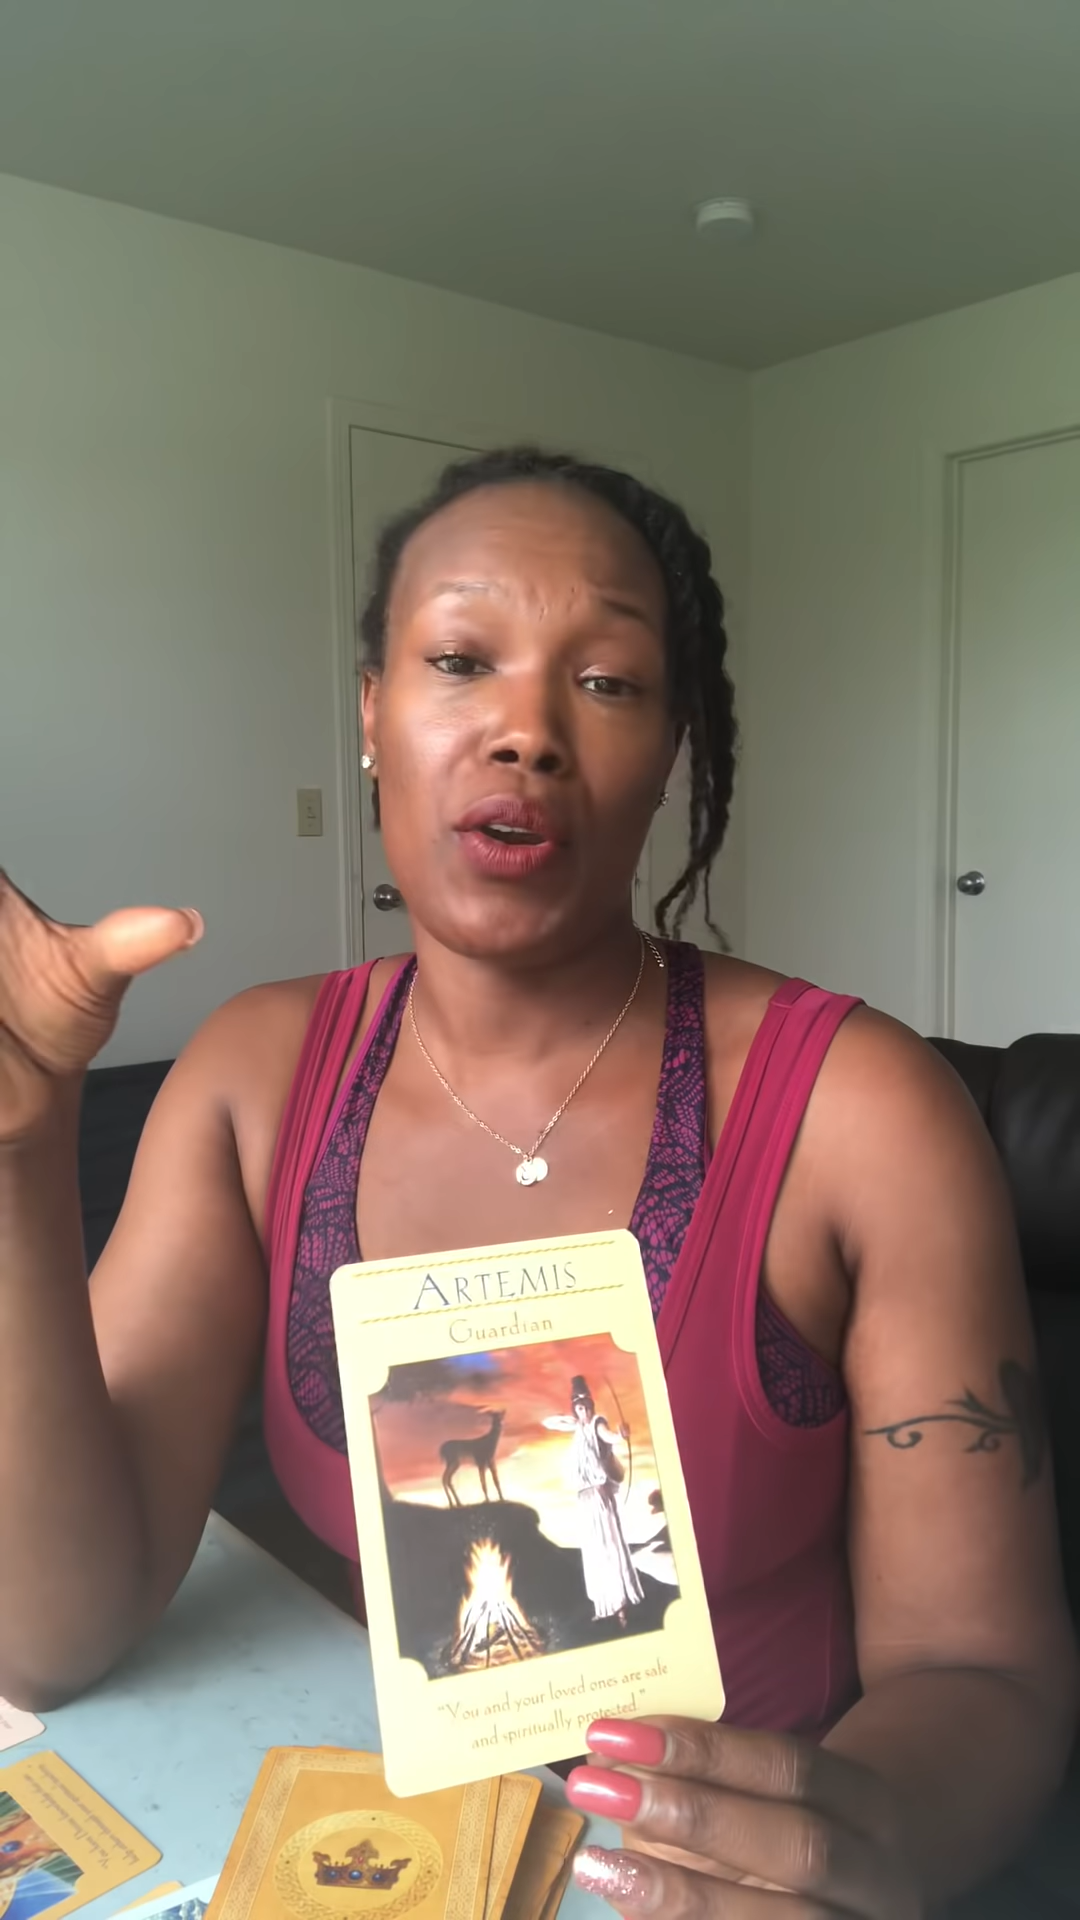 ARTEMIS
Guardian
"You and your loved ones are safe
and spiritually protected."